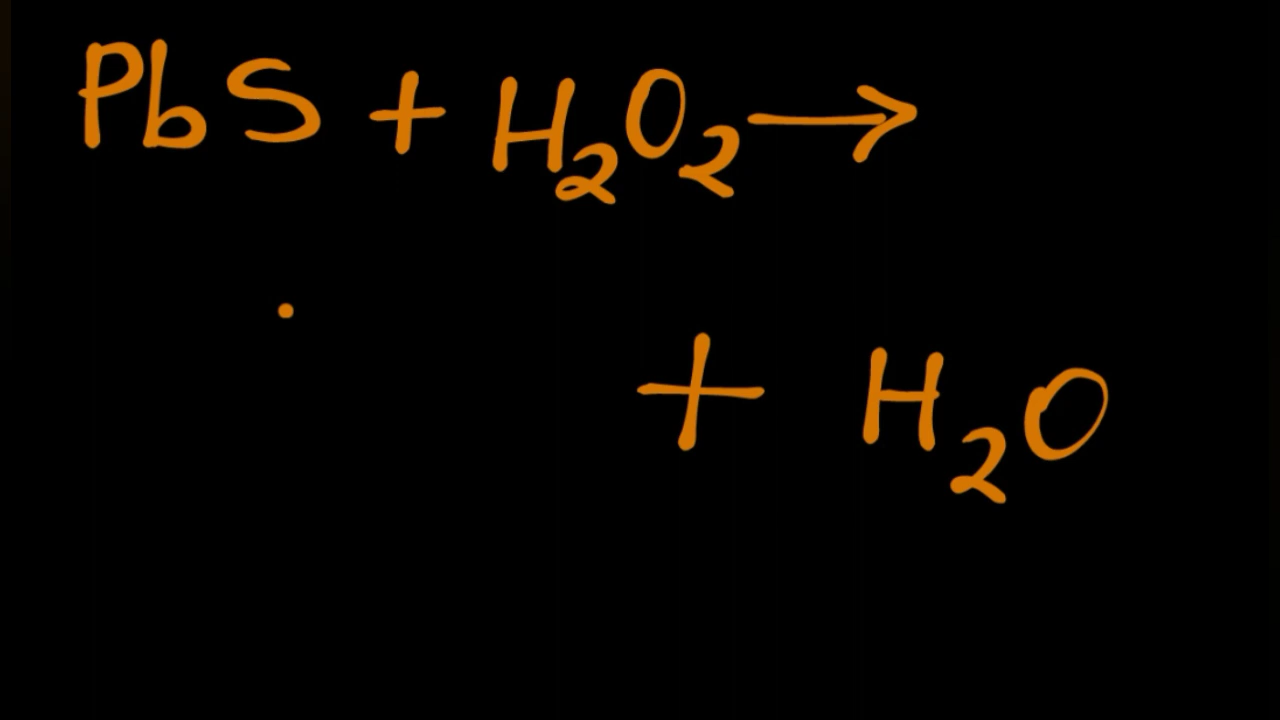 PbS + H₂O₂ →
+ H₂O